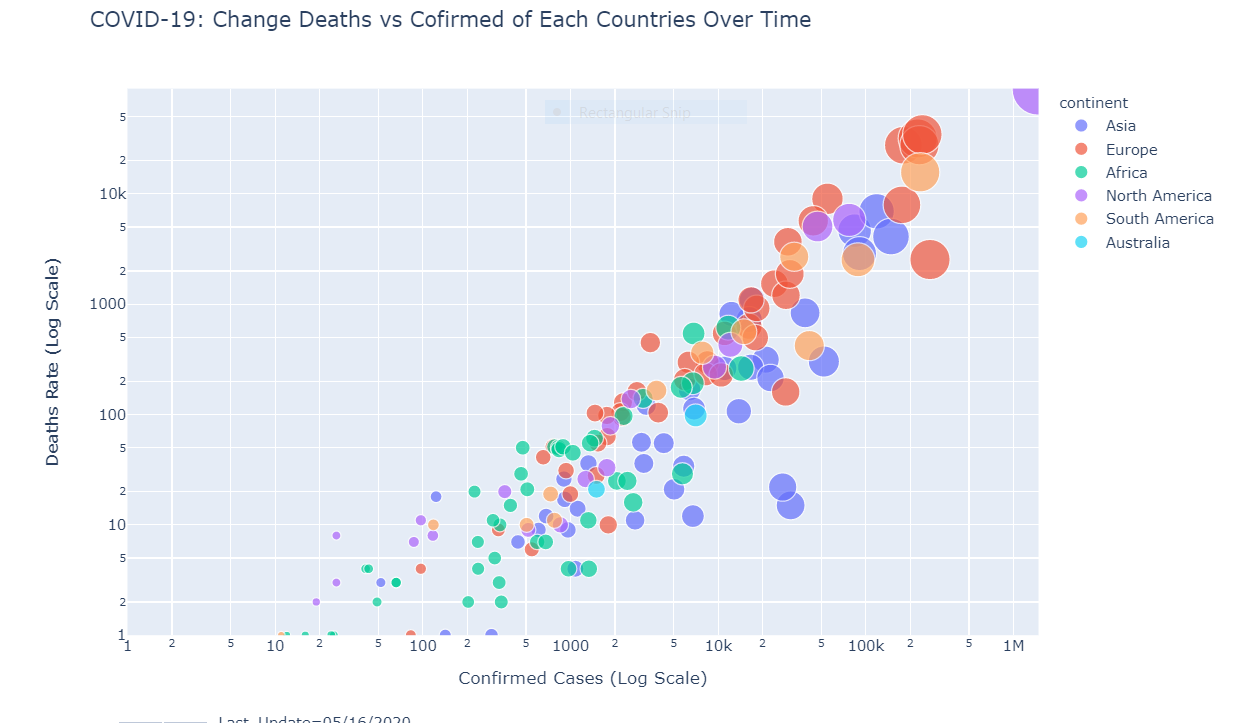 COVID-19: Change Deaths vs Cofirmed of Each Countries Over Time
Rectangular Snip
continent
Asia
Europe
Africa
North America
South America
Australia
Deaths Rate (Log Scale)
5
2
10k
5
2
1000
5
2
100
5
2
10
5
2
1
1 2 5 10 2 5 100 2 5 1000 2 5 10k 2 5 100k 2 5 1M
Confirmed Cases (Log Scale)
Last_Update=05/16/2020